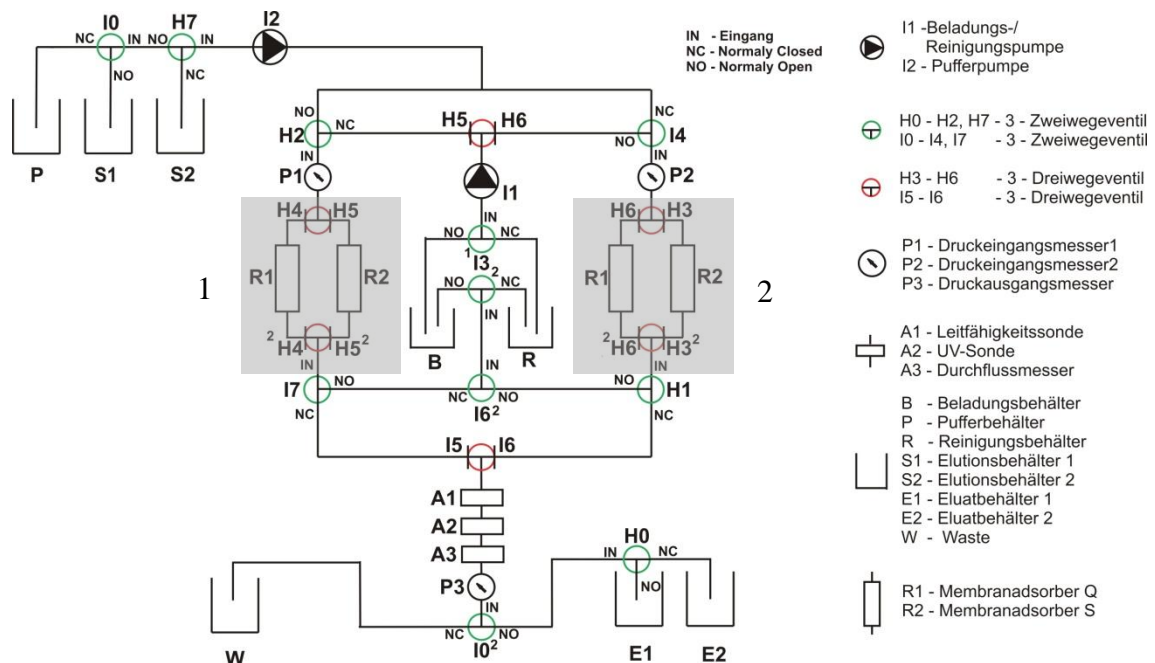 I0 H7 I2
NC IN NO IN
NO NC
P S1 S2
IN - Eingang
NC - Normaly Closed
NO - Normaly Open
NO NC
H2 NC H5 H6 NO I4
IN IN
P1 I1 P2
H4 H5 IN H6 H3
NO NC
R1 R2 1 I3 2 R1 R2
1 NO NC 2
IN
2 H4 H5 2 B R 2 H6 H3 2
IN IN
I7 NO NC NO NO H1
NC I6 2 NC
I5 I6
A1
A2
A3
H0
IN NC
NO
P3
IN
NC NO
I0 2
W E1 E2
I1 -Beladungs-/
Reinigungspumpe
I2 - Pufferpumpe
H0 - H2, H7 - 3 - Zweiwegeventil
I0 - I4, I7 - 3 - Zweiwegeventil
H3 - H6 - 3 - Dreiwegeventil
I5 - I6 - 3 - Dreiwegeventil
P1 - Druckeingangsmesser1
P2 - Druckeingangsmesser2
P3 - Druckausgangsmesser
A1 - Leitfähigkeitssonde
A2 - UV-Sonde
A3 - Durchflussmesser
B - Beladungsbehälter
P - Pufferbehälter
R - Reinigungsbehälter
S1 - Elutionsbehälter 1
S2 - Elutionsbehälter 2
E1 - Eluatbehälter 1
E2 - Eluatbehälter 2
W - Waste
R1 - Membranadsorber Q
R2 - Membranadsorber S